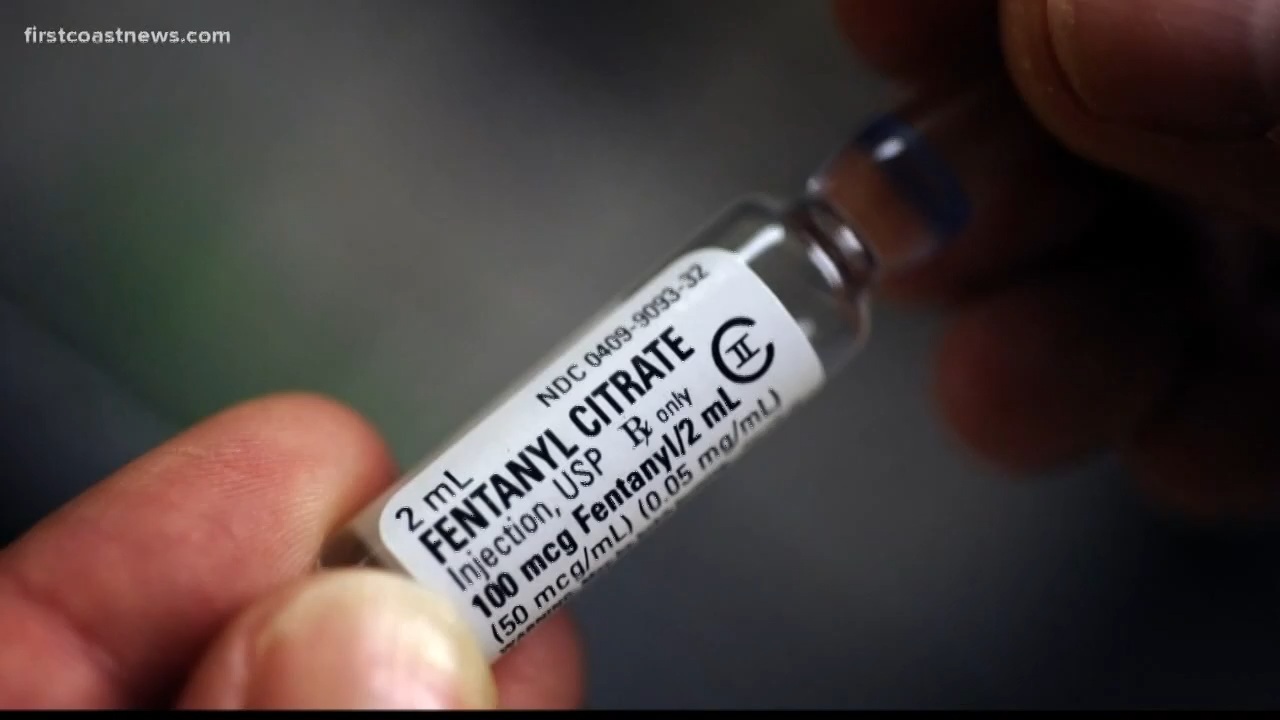 firstcoastnews.com
NDC 0409-9093-32
2 mL
FENTANYL CITRATE
CII
Injection, USP Rx only
100 mcg Fentanyl/2 mL
(50 mcg/mL) (0.05 mg/mL)